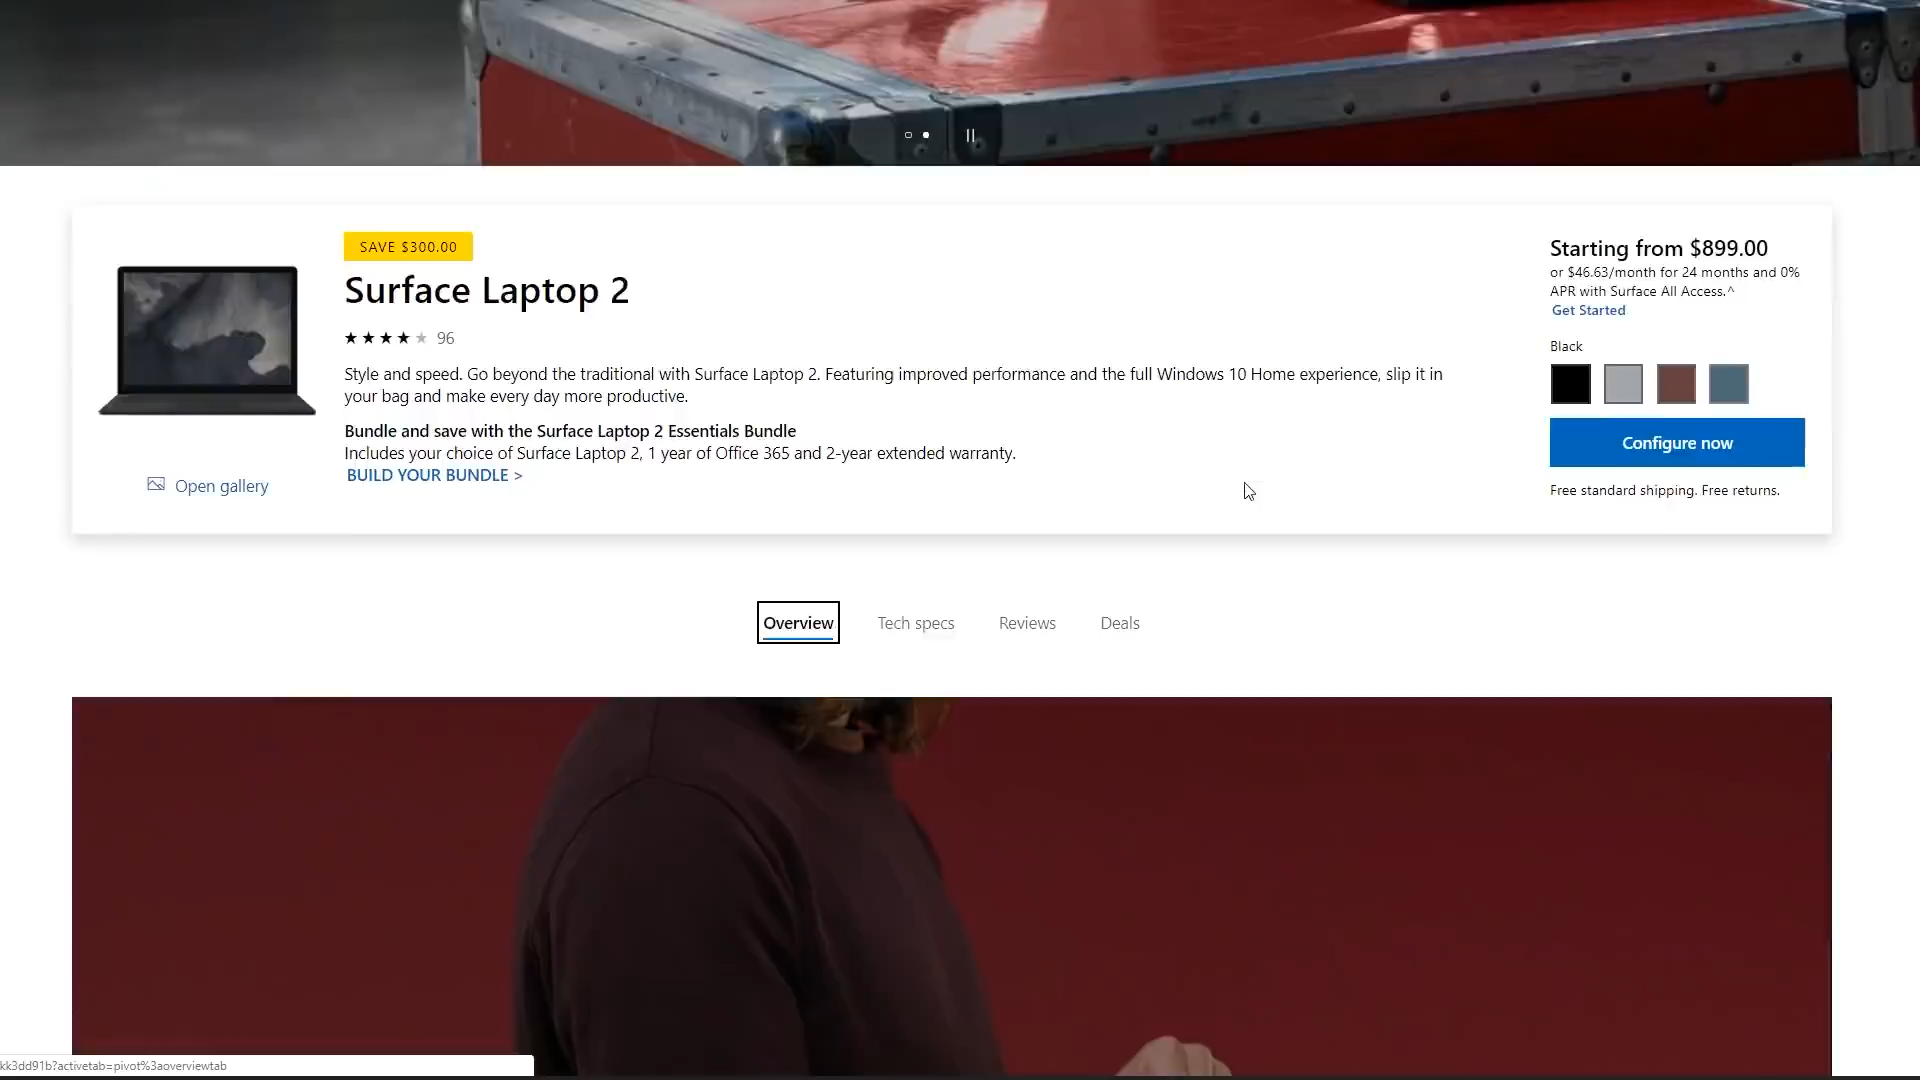 SAVE $300.00
Surface Laptop 2
96
Style and speed. Go beyond the traditional with Surface Laptop 2. Featuring improved performance and the full Windows 10 Home experience, slip it in
your bag and make every day more productive.
Bundle and save with the Surface Laptop 2 Essentials Bundle
Includes your choice of Surface Laptop 2, 1 year of Office 365 and 2-year extended warranty.
BUILD YOUR BUNDLE >
Open gallery
Starting from $899.00
or $46.63/month for 24 months and 0%
APR with Surface All Access.^
Get Started
Black
Configure now
Free standard shipping. Free returns.
Overview Tech specs Reviews Deals
kk3dd91b?activetab=pivot%3aoverviewtab